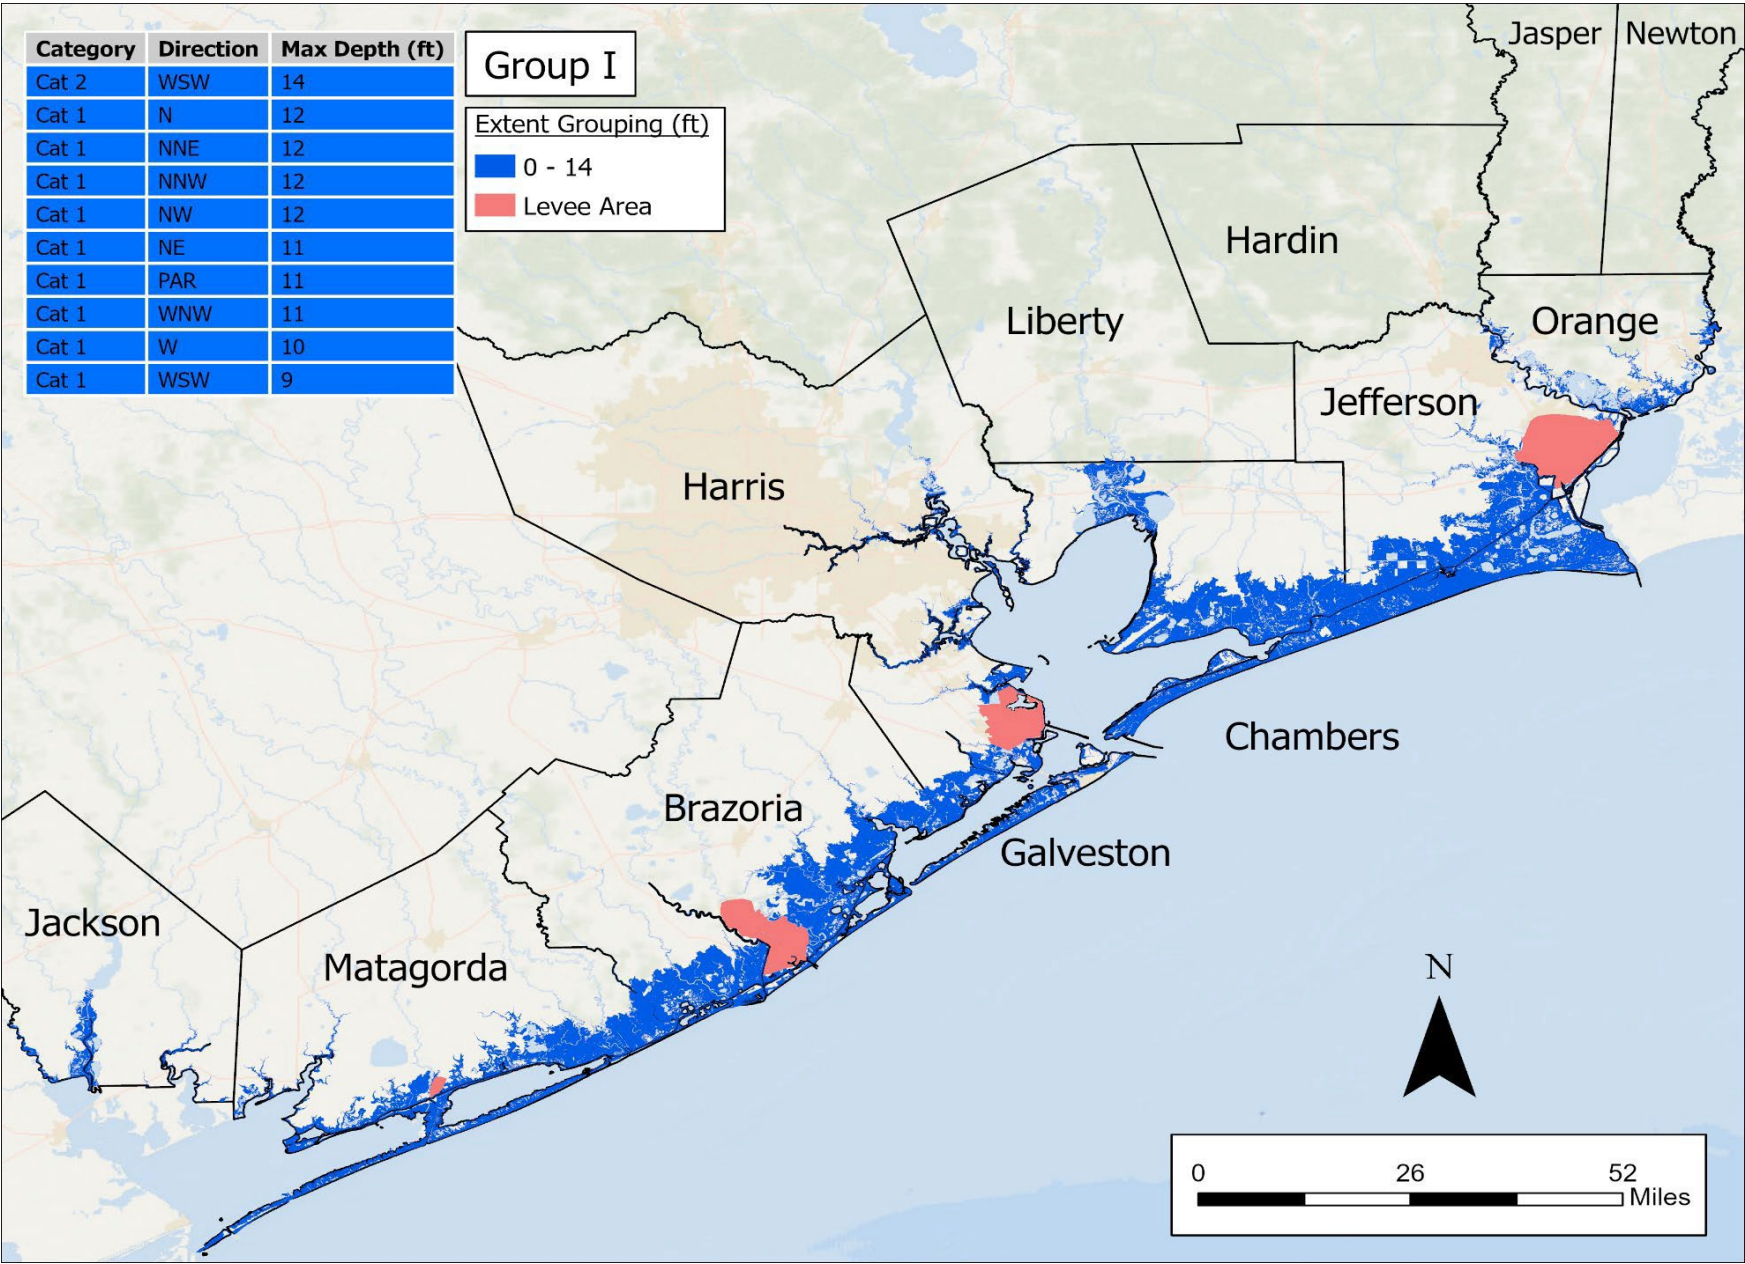 Category Direction Max Depth (ft)
Cat 2 WSW 14
Cat 1 N 12
Cat 1 NNE 12
Cat 1 NNW 12
Cat 1 NW 12
Cat 1 NE 11
Cat 1 PAR 11
Cat 1 WNW 11
Cat 1 W 10
Cat 1 WSW 9
Group I
Extent Grouping (ft)
0 - 14
Levee Area
Jasper Newton
Hardin
Liberty
Orange
Jefferson
Harris
Chambers
Brazoria
Galveston
Jackson
Matagorda
N
0 26 52
Miles